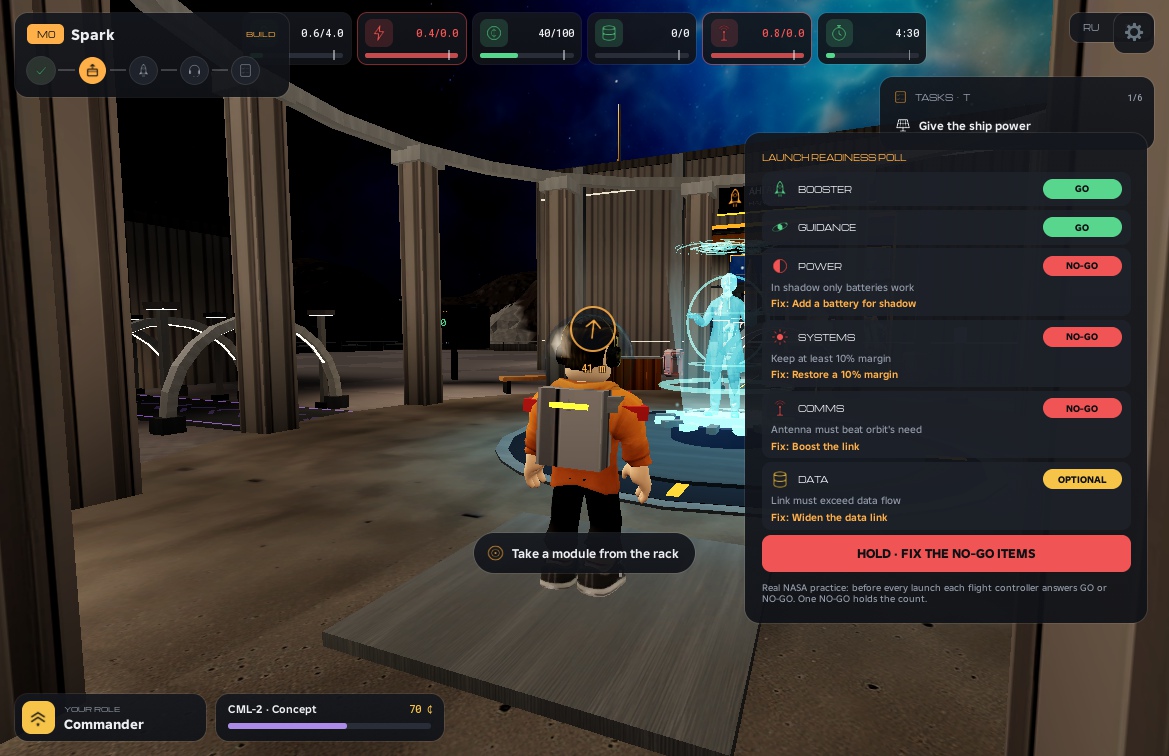 M0 Spark BUILD
0.6/4.0
0.4/0.0
40/100
0/0
0.8/0.0
4:30
RU
TASKS · T 1/6
Give the ship power
LAUNCH READINESS POLL
BOOSTER GO
GUIDANCE GO
POWER NO-GO
In shadow only batteries work
Fix: Add a battery for shadow
SYSTEMS NO-GO
Keep at least 10% margin
Fix: Restore a 10% margin
COMMS NO-GO
Antenna must beat orbit's need
Fix: Boost the link
DATA OPTIONAL
Link must exceed data flow
Fix: Widen the data link
HOLD · FIX THE NO-GO ITEMS
Real NASA practice: before every launch each flight controller answers GO or
NO-GO. One NO-GO holds the count.
41 m
Take a module from the rack
YOUR ROLE
Commander
CML-2 · Concept 70 ¢